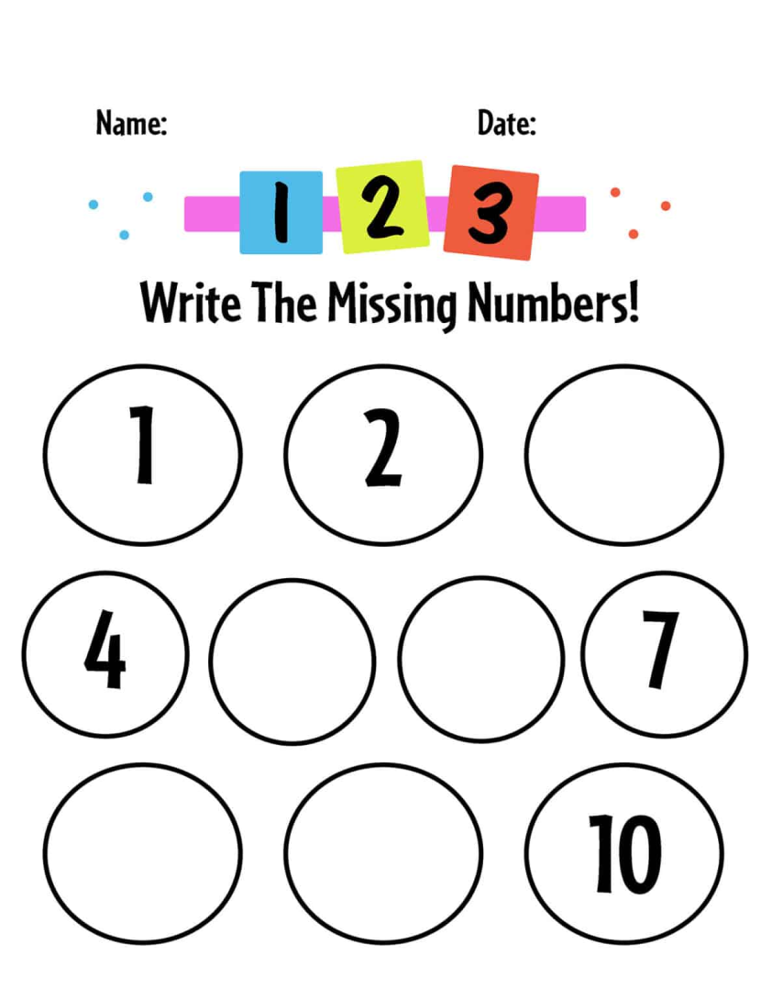 Name: Date:
1 2 3
Write The Missing Numbers!
1 2
4 7
10